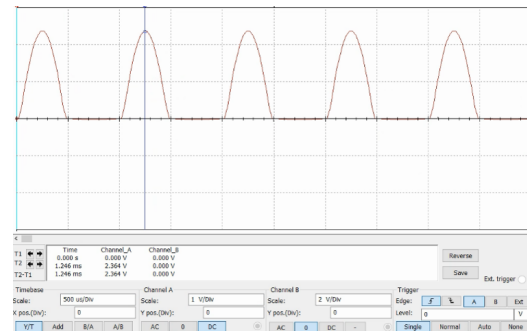 <
Time Channel_A Channel_B
T1 0.000 s 0.000 V 0.000 V
T2 1.246 ms 2.364 V 0.000 V
T2-T1 1.246 ms 2.364 V 0.000 V
Reverse
Save
Ext. trigger
Timebase Channel A Channel B Trigger
Scale: 500 us/Div Scale: 1 V/Div Scale: 2 V/Div Edge: A B Ext
X pos.(Div): 0 Y pos.(Div): 0 Y pos.(Div): 0 Level: 0 V
Y/T Add B/A A/B AC 0 DC AC 0 DC - Single Normal Auto None